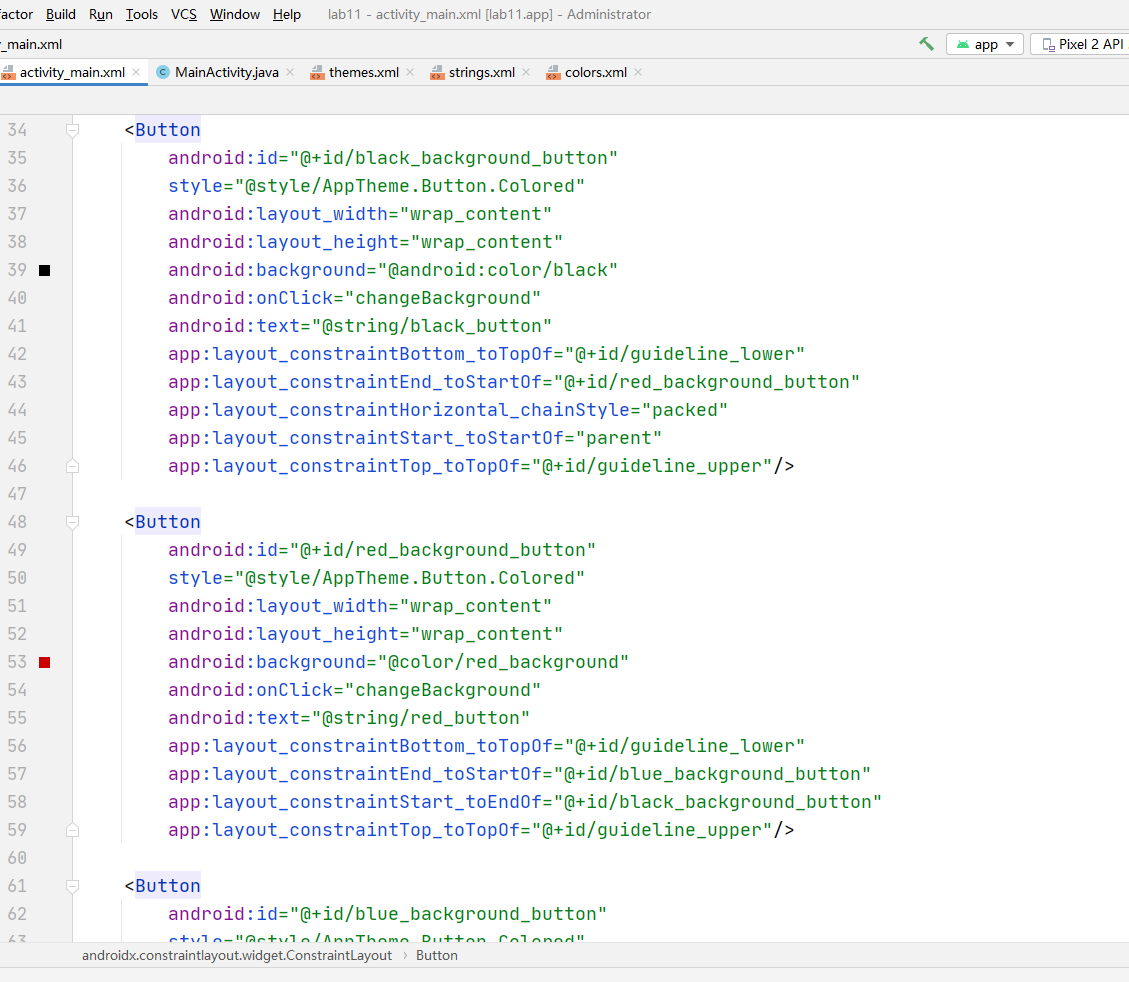 actor Build Run Tools VCS Window Help lab11 - activity_main.xml [lab11.app] - Administrator
_main.xml app Pixel 2 API
activity_main.xml MainActivity.java themes.xml strings.xml colors.xml
34 <Button
35 android:id="@+id/black_background_button"
36 style="@style/AppTheme.Button.Colored"
37 android:layout_width="wrap_content"
38 android:layout_height="wrap_content"
39 android:background="@android:color/black"
40 android:onClick="changeBackground"
41 android:text="@string/black_button"
42 app:layout_constraintBottom_toTopOf="@+id/guideline_lower"
43 app:layout_constraintEnd_toStartOf="@+id/red_background_button"
44 app:layout_constraintHorizontal_chainStyle="packed"
45 app:layout_constraintStart_toStartOf="parent"
46 app:layout_constraintTop_toTopOf="@+id/guideline_upper"/>
47
48 <Button
49 android:id="@+id/red_background_button"
50 style="@style/AppTheme.Button.Colored"
51 android:layout_width="wrap_content"
52 android:layout_height="wrap_content"
53 android:background="@color/red_background"
54 android:onClick="changeBackground"
55 android:text="@string/red_button"
56 app:layout_constraintBottom_toTopOf="@+id/guideline_lower"
57 app:layout_constraintEnd_toStartOf="@+id/blue_background_button"
58 app:layout_constraintStart_toEndOf="@+id/black_background_button"
59 app:layout_constraintTop_toTopOf="@+id/guideline_upper"/>
60
61 <Button
62 android:id="@+id/blue_background_button"
63 style="@style/AppTheme.Button.Colored"
androidx.constraintlayout.widget.ConstraintLayout › Button